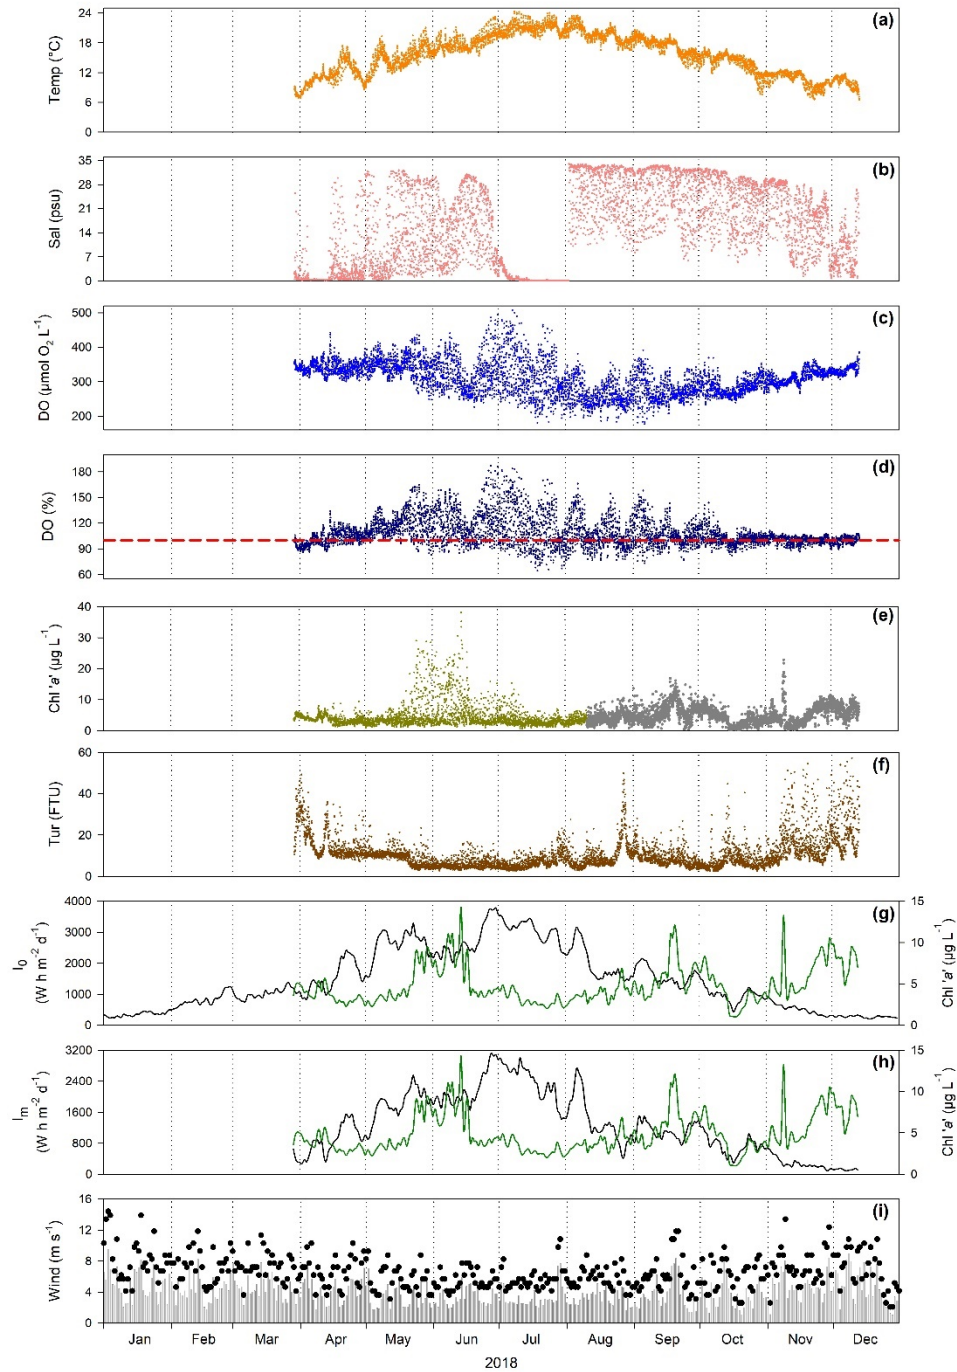 (a)
Temp (°C)
24
18
12
6
0
(b)
Sal (psu)
35
28
21
14
7
0
(c)
DO (µmol O₂ L⁻¹)
500
400
300
200
(d)
DO (%)
180
150
120
90
60
(e)
Chl 'a' (µg L⁻¹)
40
30
20
10
0
(f)
Tur (FTU)
60
40
20
0
(g)
I₀
(W h m⁻² d⁻¹)
4000
3000
2000
1000
0
15
10
5
0
Chl 'a' (µg L⁻¹)
(h)
Iₘ
(W h m⁻² d⁻¹)
3200
2400
1600
800
0
15
10
5
0
Chl 'a' (µg L⁻¹)
(i)
Wind (m s⁻¹)
16
12
8
4
0
Jan Feb Mar Apr May Jun Jul Aug Sep Oct Nov Dec
2018